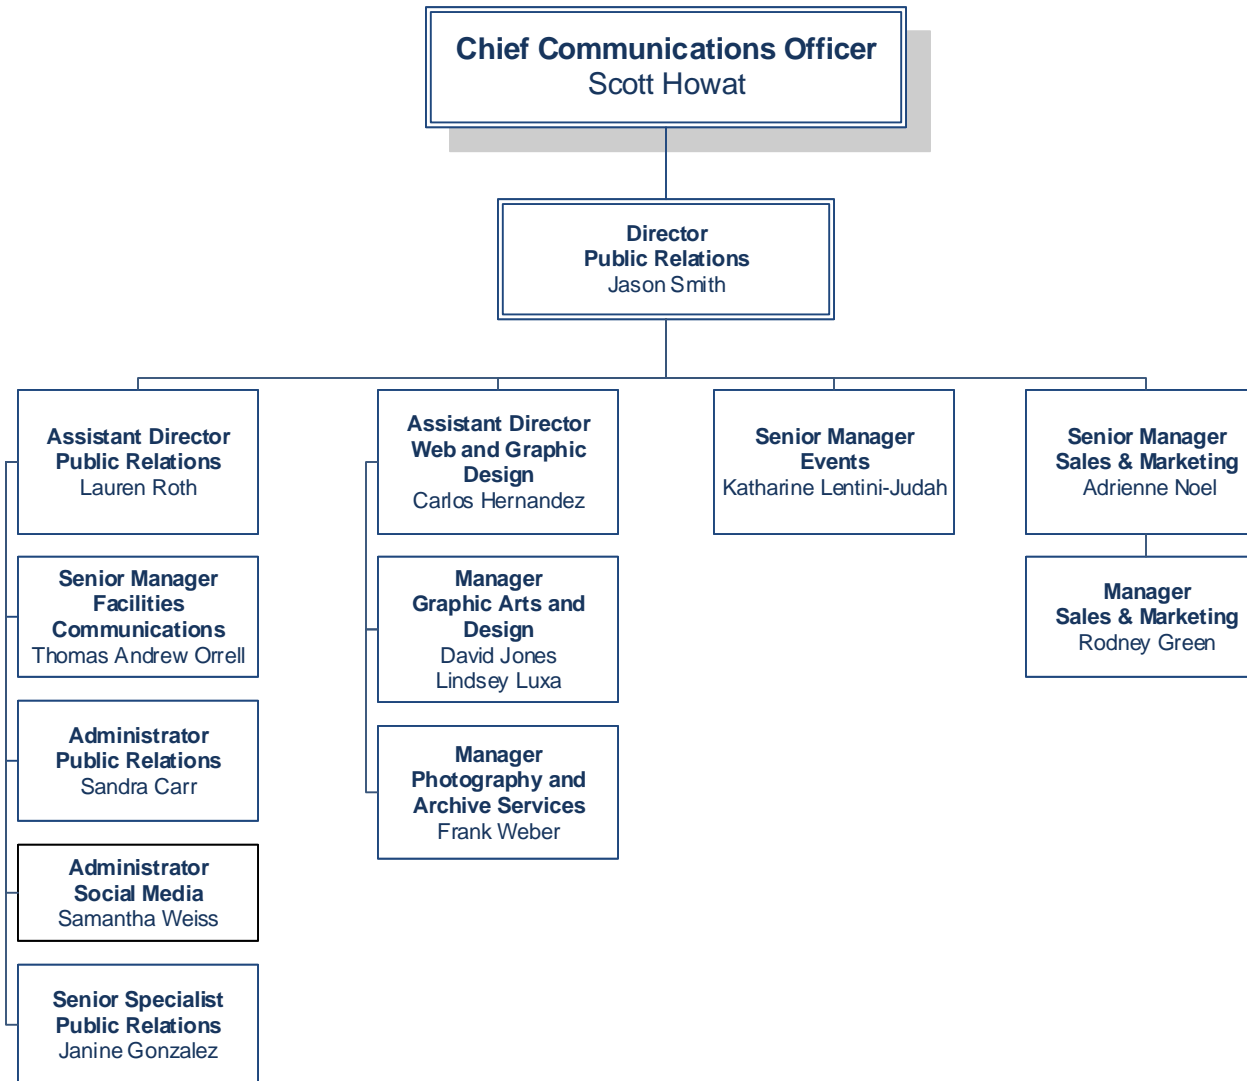 Chief Communications Officer
Scott Howat
Director
Public Relations
Jason Smith
Assistant Director
Public Relations
Lauren Roth
Senior Manager
Facilities
Communications
Thomas Andrew Orrell
Administrator
Public Relations
Sandra Carr
Administrator
Social Media
Samantha Weiss
Senior Specialist
Public Relations
Janine Gonzalez
Assistant Director
Web and Graphic
Design
Carlos Hernandez
Manager
Graphic Arts and
Design
David Jones
Lindsey Luxa
Manager
Photography and
Archive Services
Frank Weber
Senior Manager
Events
Katharine Lentini-Judah
Senior Manager
Sales & Marketing
Adrienne Noel
Manager
Sales & Marketing
Rodney Green